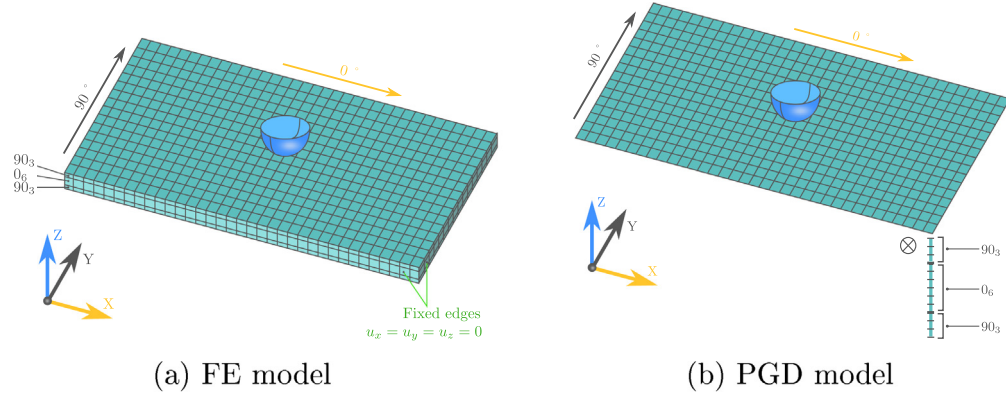 90°
0°
90₃
0₆
90₃
Z
Y
X
Fixed edges
uₓ = u_y = u_z = 0
(a) FE model
90°
0°
Z
Y
X
90₃
0₆
90₃
(b) PGD model